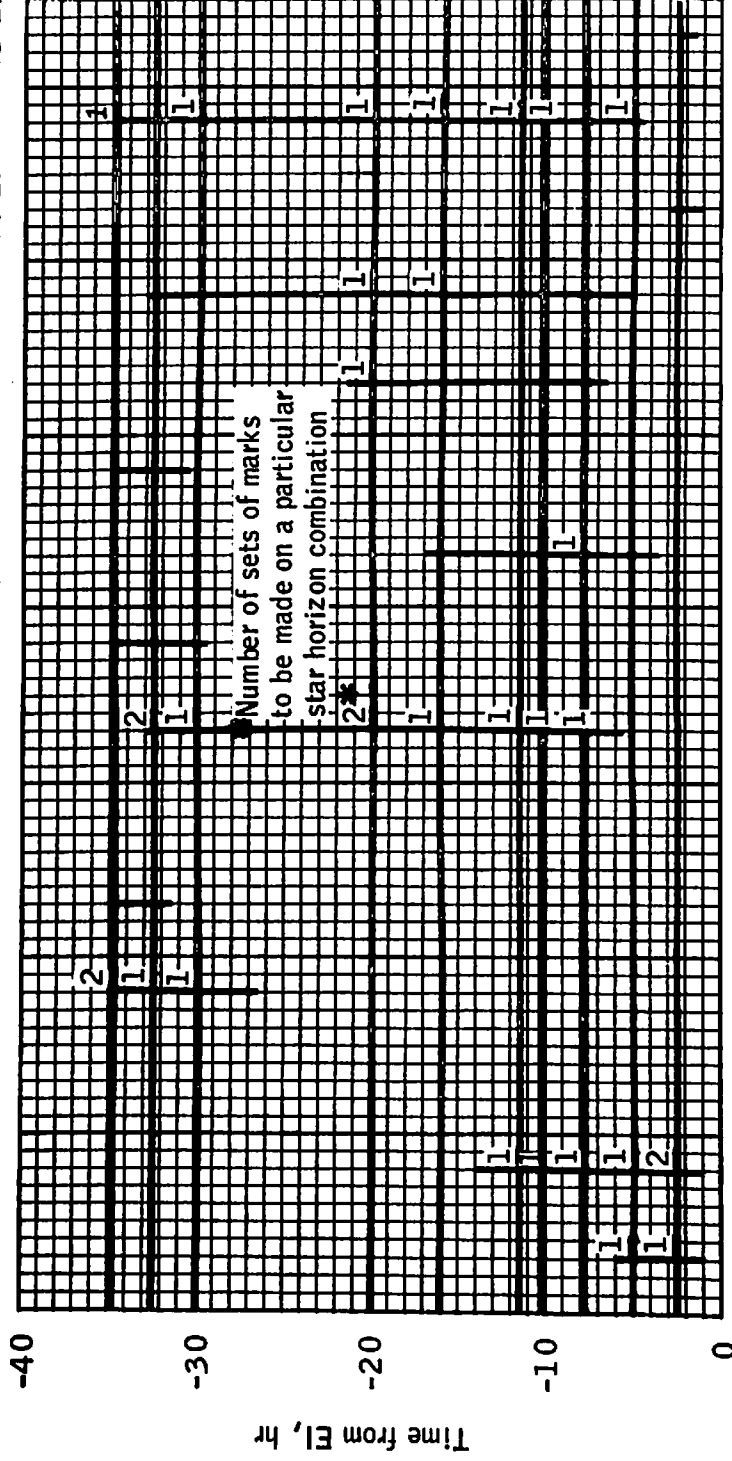 -40
2 1
1 2
-30
1 1 1
*Number of sets of marks
to be made on a particular
star horizon combination
-20
2* 1 1 1
1 1 1
1 1 1
-10
1 1 1
1 1 1
1 1 1
1 2
0
Time from EI, hr